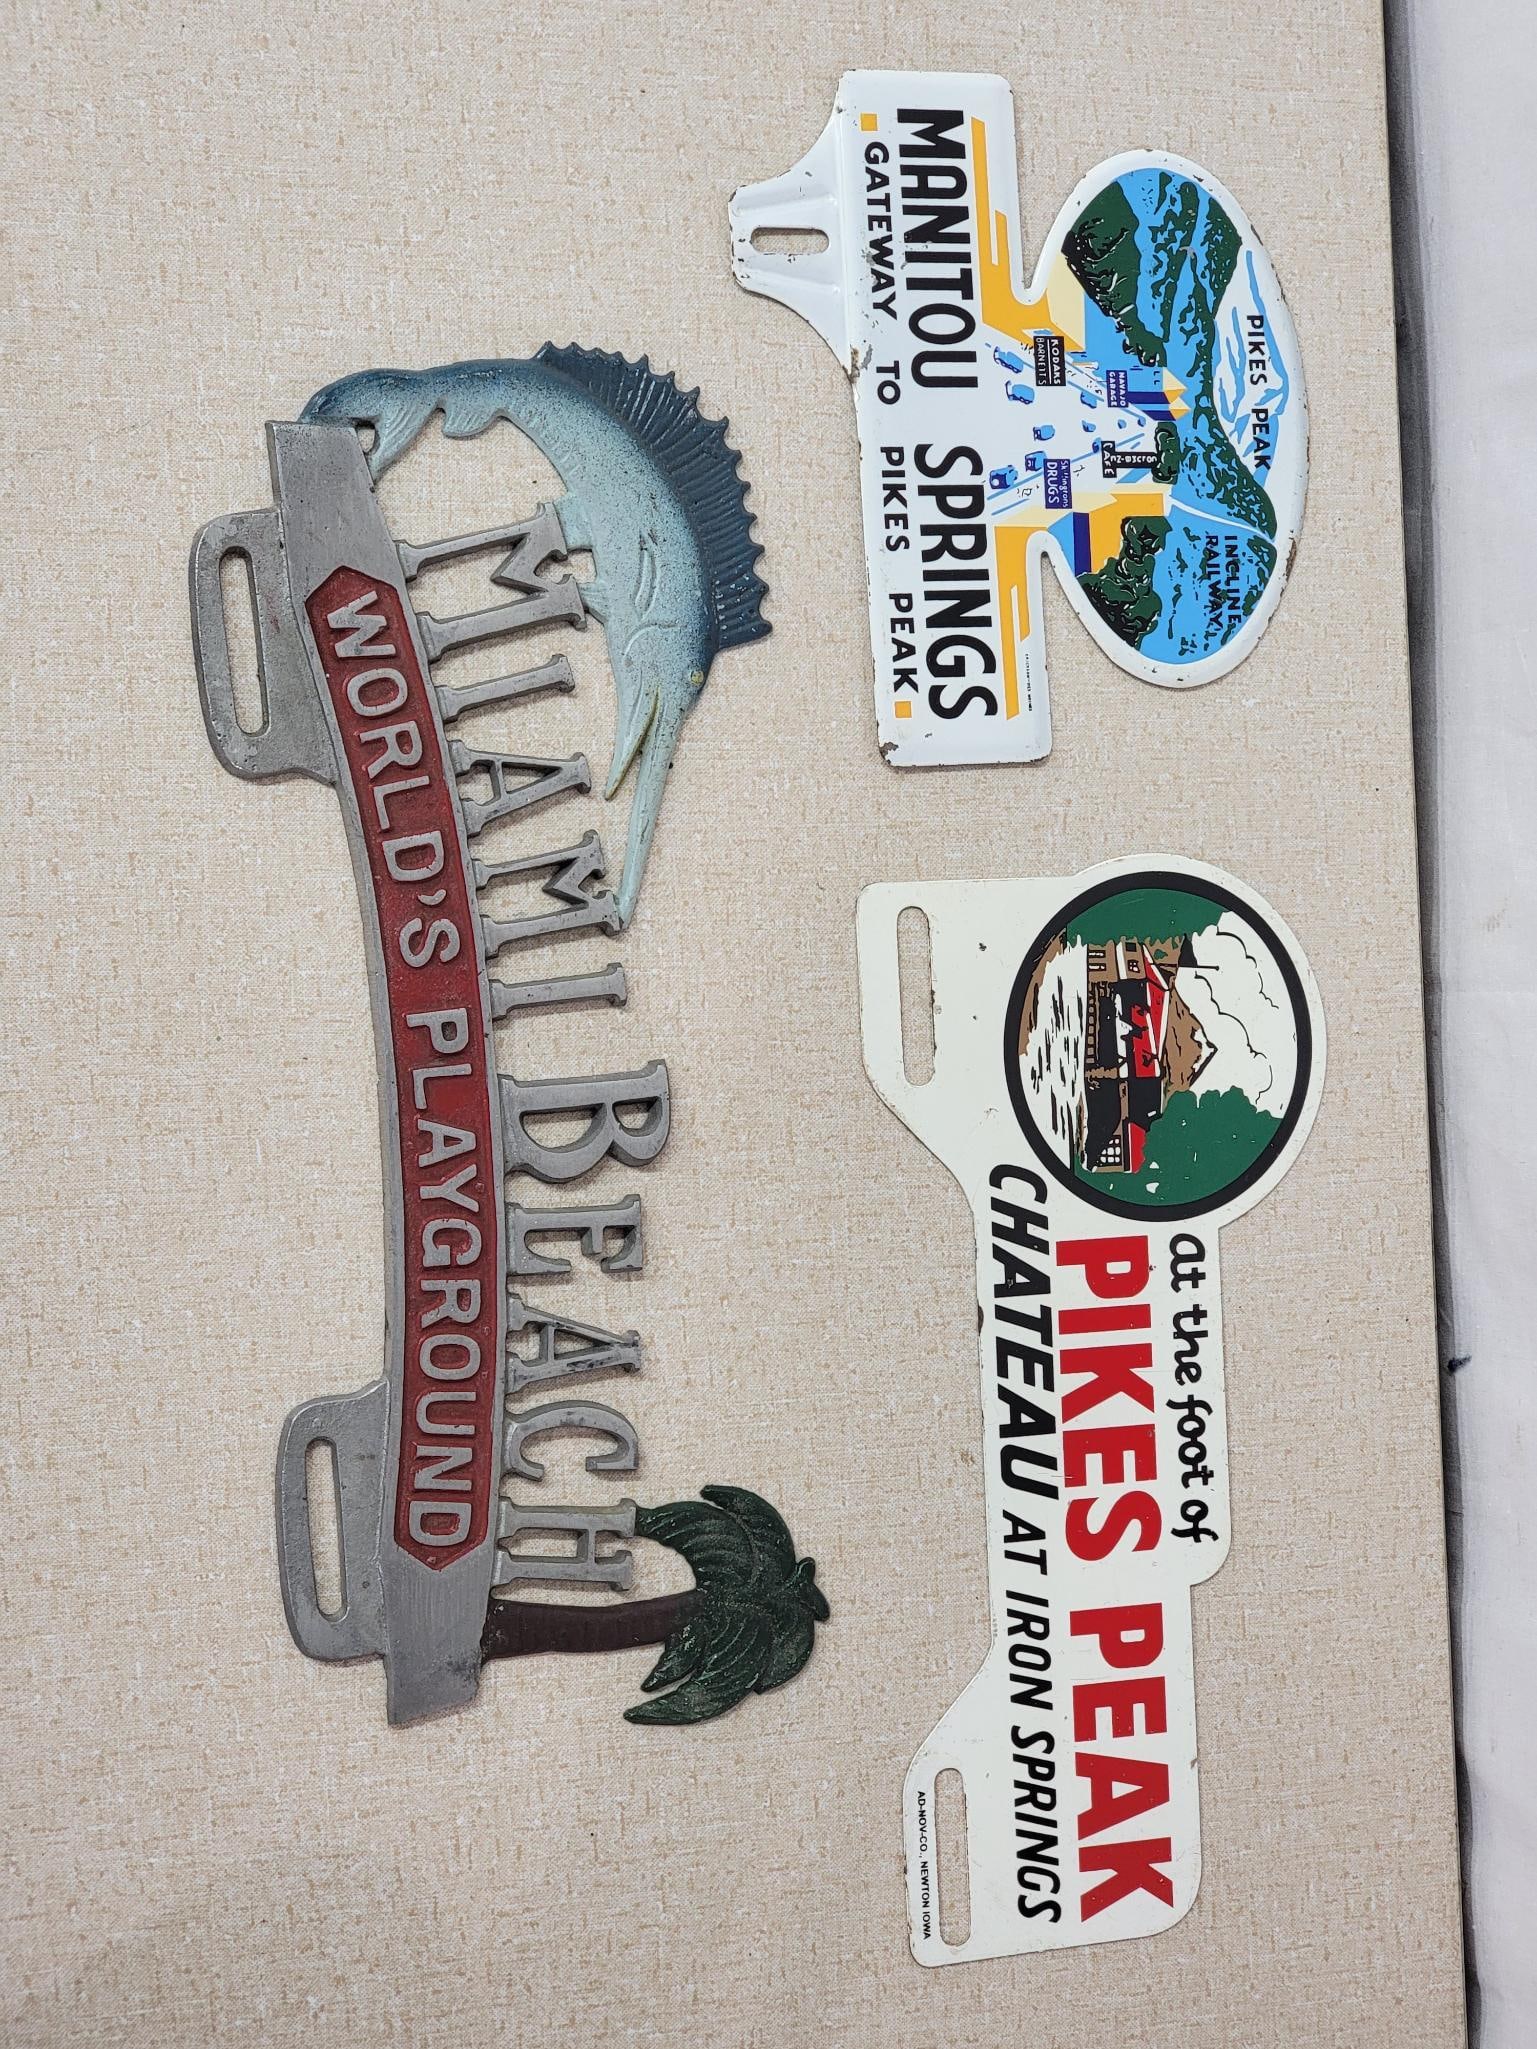 PIKES PEAK
INCLINE
RAILWAY
KODAKS
BARNETT'S
NAVAJO
GARAGE
CAFE
DRUGS
MANITOU SPRINGS
GATEWAY TO PIKES PEAK
at the foot of
PIKES PEAK
CHATEAU AT IRON SPRINGS
AD-NOV-CO., NEWTON IOWA
MIAMI BEACH
WORLD'S PLAYGROUND